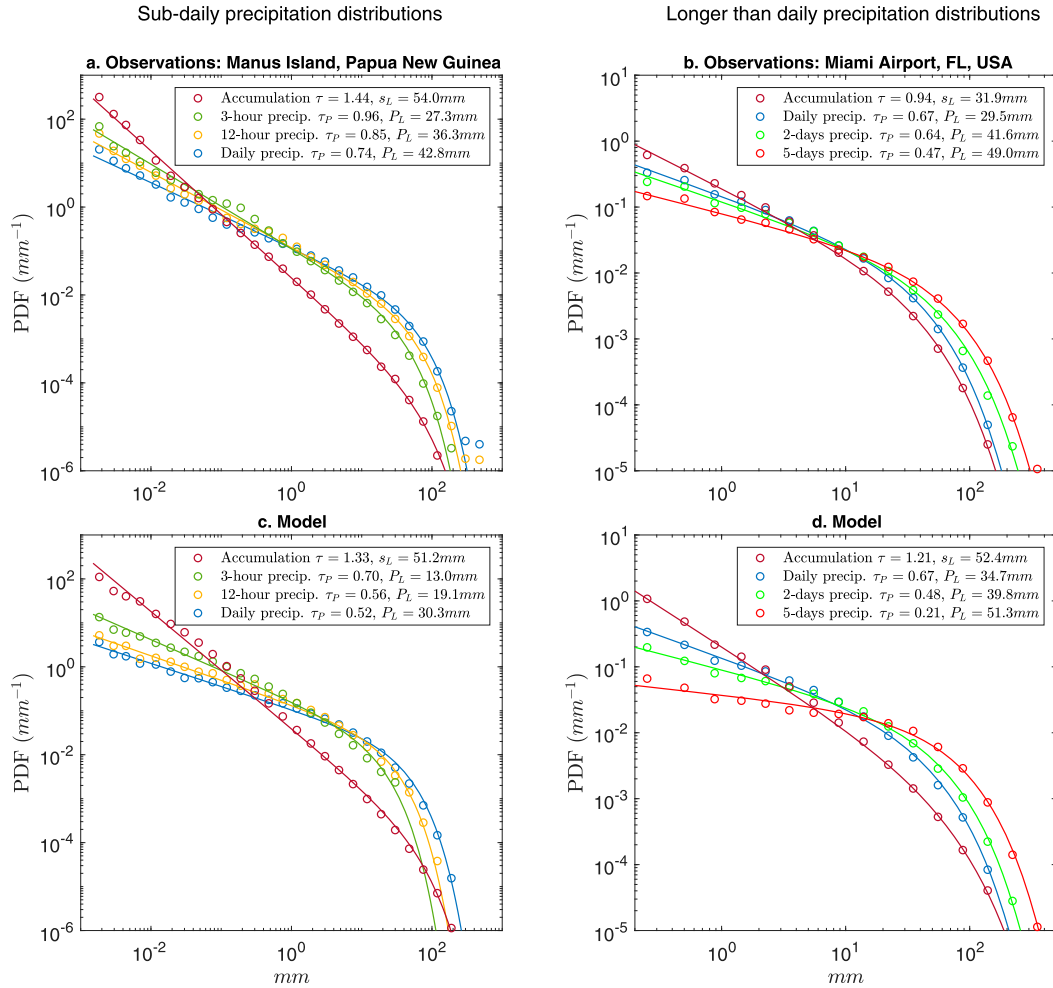 Sub-daily precipitation distributions
Longer than daily precipitation distributions
a. Observations: Manus Island, Papua New Guinea
10^2
10^0
10^-2
10^-4
10^-6
PDF (mm^-1)
10^-2
10^0
10^2
Accumulation τ = 1.44, s_L = 54.0mm
3-hour precip. τ_P = 0.96, P_L = 27.3mm
12-hour precip. τ_P = 0.85, P_L = 36.3mm
Daily precip. τ_P = 0.74, P_L = 42.8mm
b. Observations: Miami Airport, FL, USA
10^1
10^0
10^-1
10^-2
10^-3
10^-4
10^-5
PDF (mm^-1)
10^0
10^1
10^2
Accumulation τ = 0.94, s_L = 31.9mm
Daily precip. τ_P = 0.67, P_L = 29.5mm
2-days precip. τ_P = 0.64, P_L = 41.6mm
5-days precip. τ_P = 0.47, P_L = 49.0mm
c. Model
10^2
10^0
10^-2
10^-4
10^-6
PDF (mm^-1)
10^-2
10^0
10^2
mm
Accumulation τ = 1.33, s_L = 51.2mm
3-hour precip. τ_P = 0.70, P_L = 13.0mm
12-hour precip. τ_P = 0.56, P_L = 19.1mm
Daily precip. τ_P = 0.52, P_L = 30.3mm
d. Model
10^1
10^0
10^-1
10^-2
10^-3
10^-4
10^-5
PDF (mm^-1)
10^0
10^1
10^2
mm
Accumulation τ = 1.21, s_L = 52.4mm
Daily precip. τ_P = 0.67, P_L = 34.7mm
2-days precip. τ_P = 0.48, P_L = 39.8mm
5-days precip. τ_P = 0.21, P_L = 51.3mm